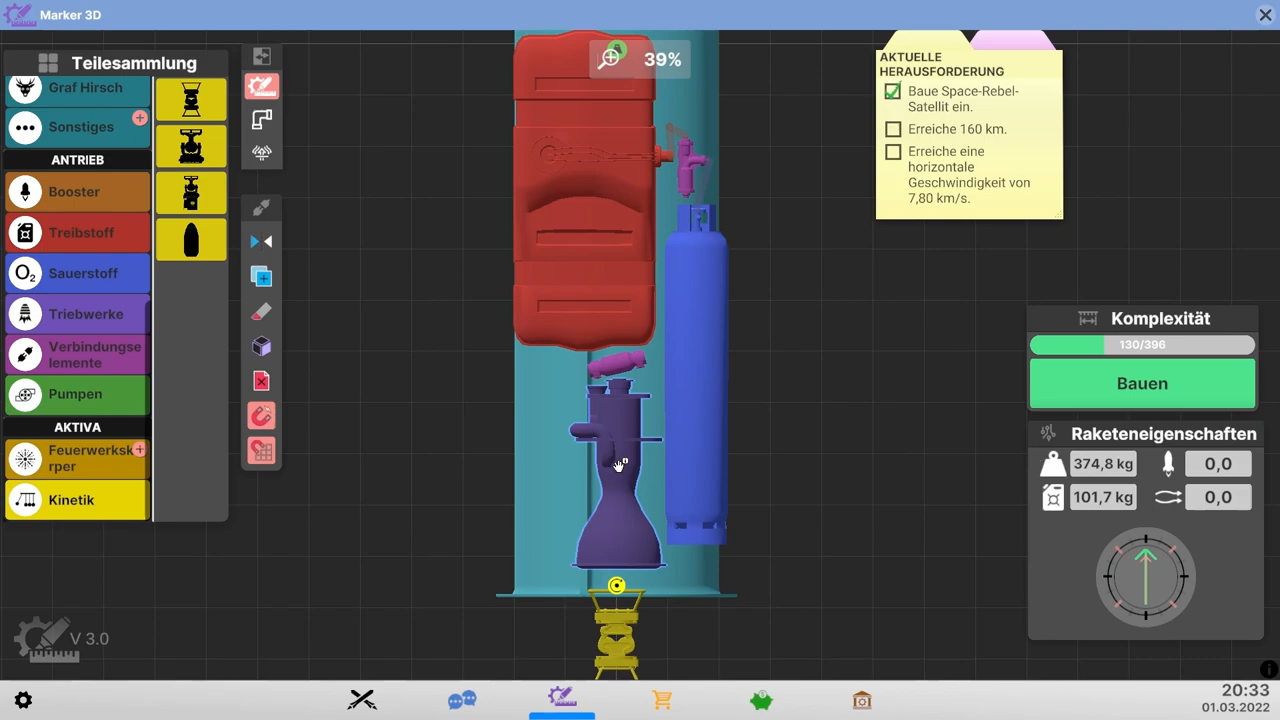 Marker 3D
Teilesammlung
Graf Hirsch
Sonstiges
ANTRIEB
Booster
Treibstoff
O2
Sauerstoff
Triebwerke
Verbindungse
lemente
Pumpen
AKTIVA
Feuerwerksk
rper
Kinetik
39%
AKTUELLE
HERAUSFORDERUNG
Baue Space-Rebel-
Satellit ein.
Erreiche 160 km.
Erreiche eine
horizontale
Geschwindigkeit von
7,80 km/s.
Komplexität
130/396
Bauen
Raketeneigenschaften
374,8 kg
0,0
101,7 kg
0,0
V 3.0
20:33
01.03.2022